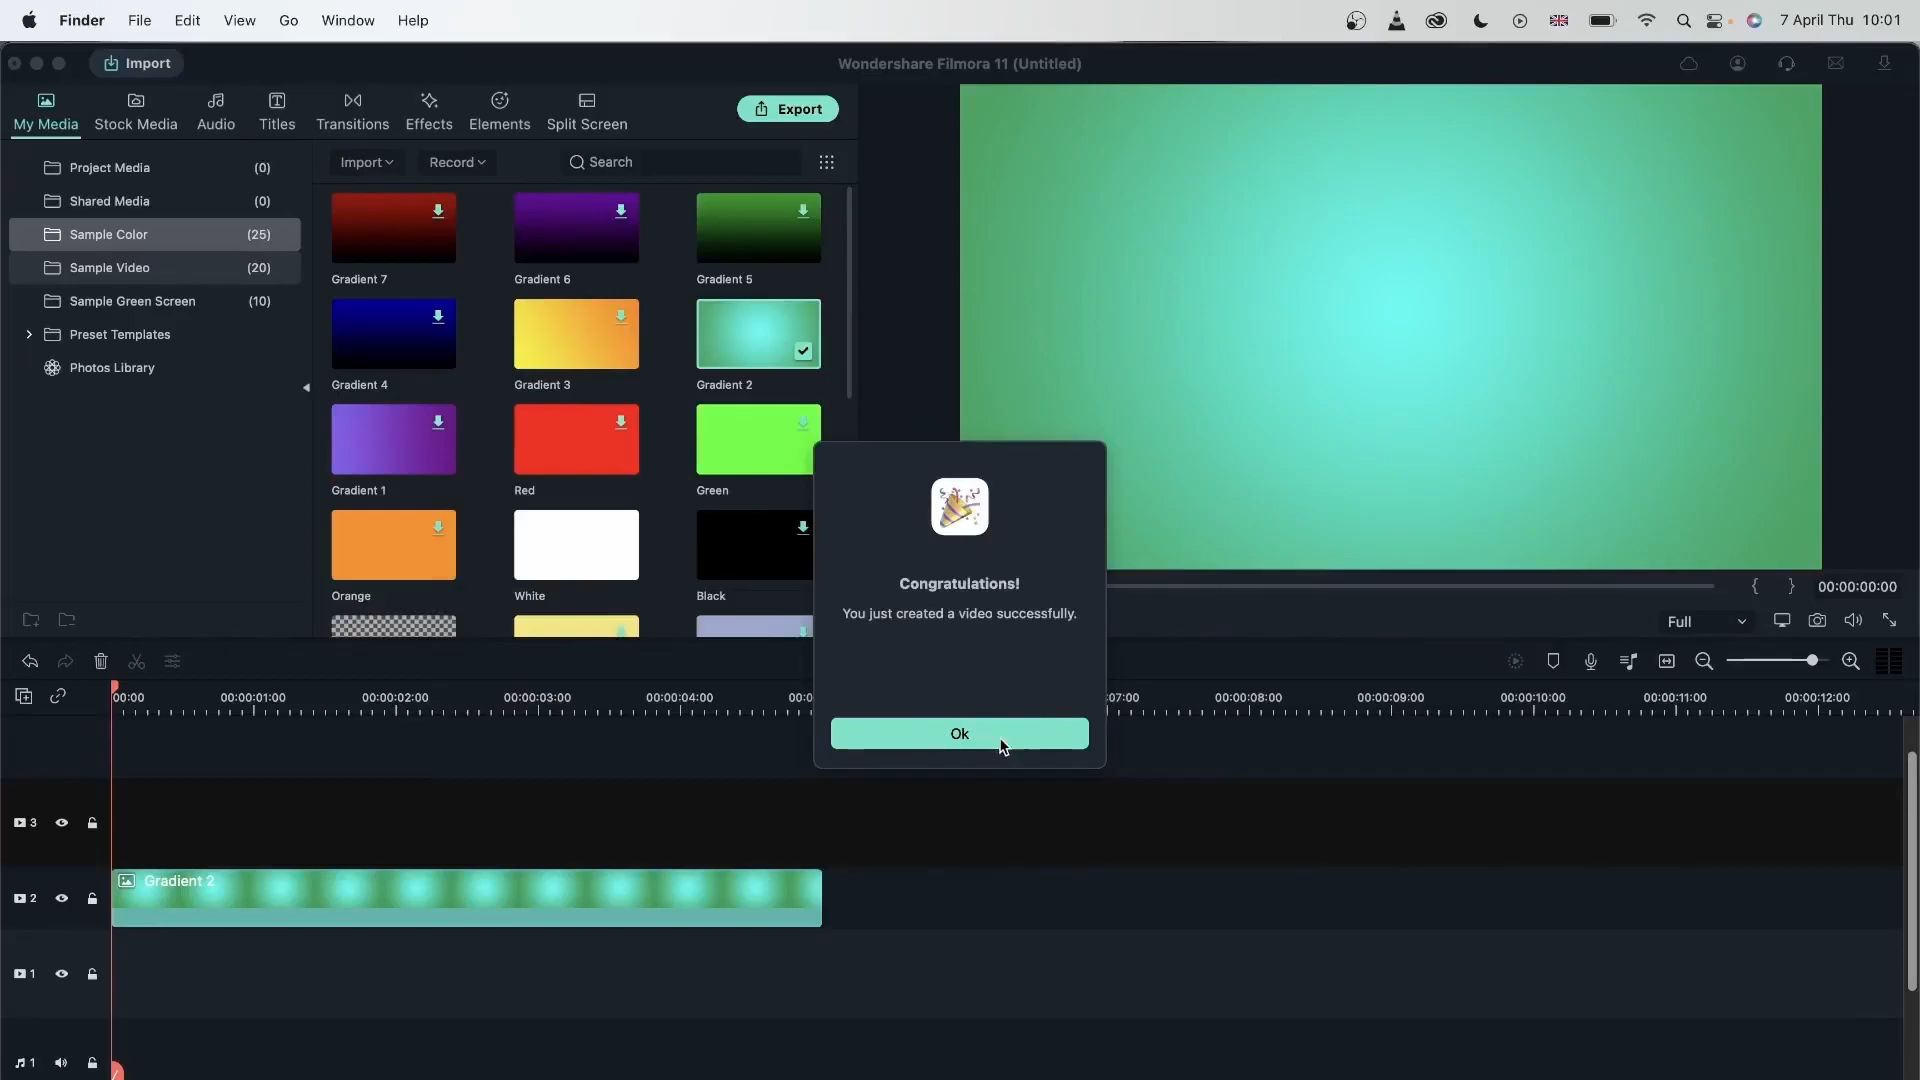 Finder File Edit View Go Window Help 7 April Thu 10:01
Import Wondershare Filmora 11 (Untitled)
My Media Stock Media Audio Titles Transitions Effects Elements Split Screen Export
Import Record Search
Project Media (0)
Shared Media (0)
Sample Color (25)
Sample Video (20)
Sample Green Screen (10)
Preset Templates
Photos Library
Gradient 7 Gradient 6 Gradient 5
Gradient 4 Gradient 3 Gradient 2
Gradient 1 Red Green
Orange White Black
Congratulations!
You just created a video successfully.
Ok
{ } 00:00:00:00
Full
00:00 00:00:01:00 00:00:02:00 00:00:03:00 00:00:04:00 00:0 07:00 00:00:08:00 00:00:09:00 00:00:10:00 00:00:11:00 00:00:12:00
3
2 Gradient 2
1
1